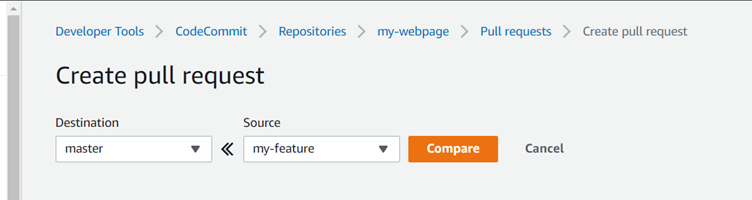 Developer Tools > CodeCommit > Repositories > my-webpage > Pull requests > Create pull request
Create pull request
Destination Source
master « my-feature Compare Cancel